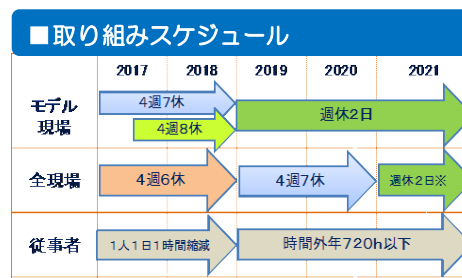 ■取り組みスケジュール
2017 2018 2019 2020 2021
モデル
現場
4週7休
4週8休
週休2日
全現場
4週6休
4週7休
週休2日※
従事者
1人1日1時間縮減
時間外年720h以下